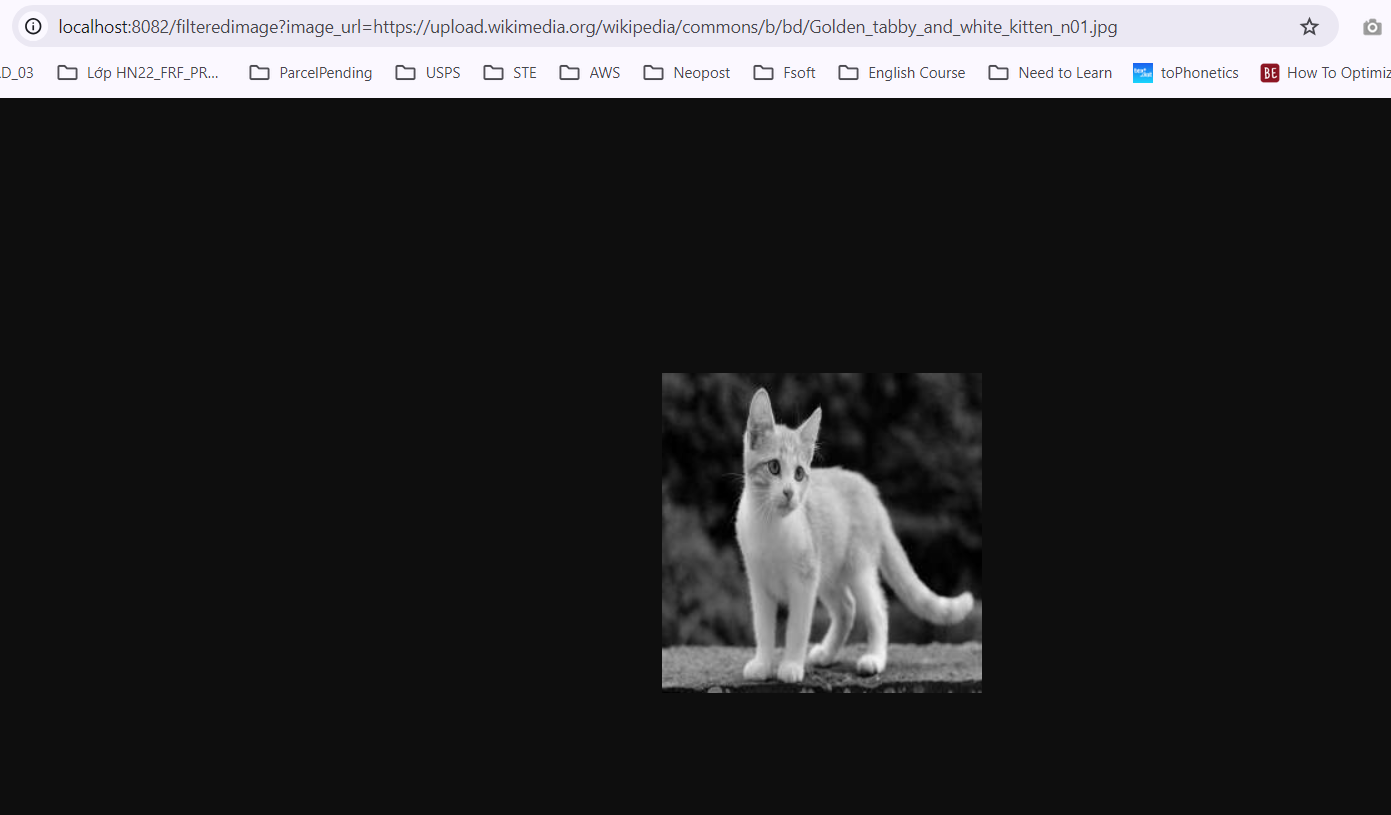 localhost:8082/filteredimage?image_url=https://upload.wikimedia.org/wikipedia/commons/b/bd/Golden_tabby_and_white_kitten_n01.jpg
D_03 Lớp HN22_FRF_PR... ParcelPending USPS STE AWS Neopost Fsoft English Course Need to Learn toPhonetics BE How To Optimiz